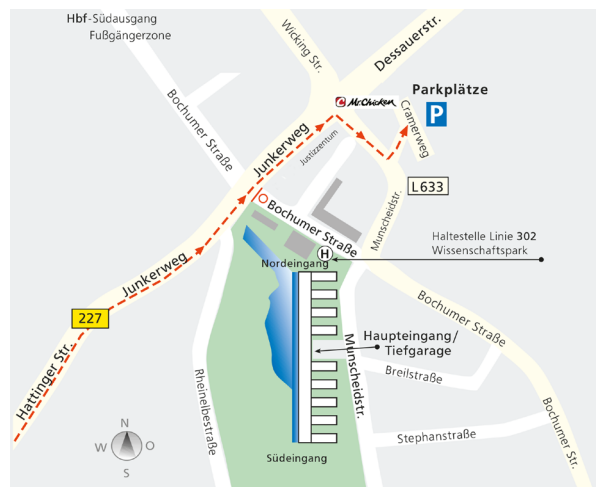 Hbf-Südausgang
Fußgängerzone
Wicking Str.
Dessauerstr.
Mr.Chicken
Parkplätze
P
Cramerweg
Bochumer Straße
Junkerweg
Justizzentrum
L633
Munscheidstr.
Bochumer Straße
H
Haltestelle Linie 302
Wissenschaftspark
Nordeingang
Junkerweg
227
Bochumer Straße
Haupteingang/
Tiefgarage
Hattinger Str.
Rheinelbestraße
Munscheidstr.
Breilstraße
Stephanstraße
Bochumer Str.
Südeingang
N
W
O
S